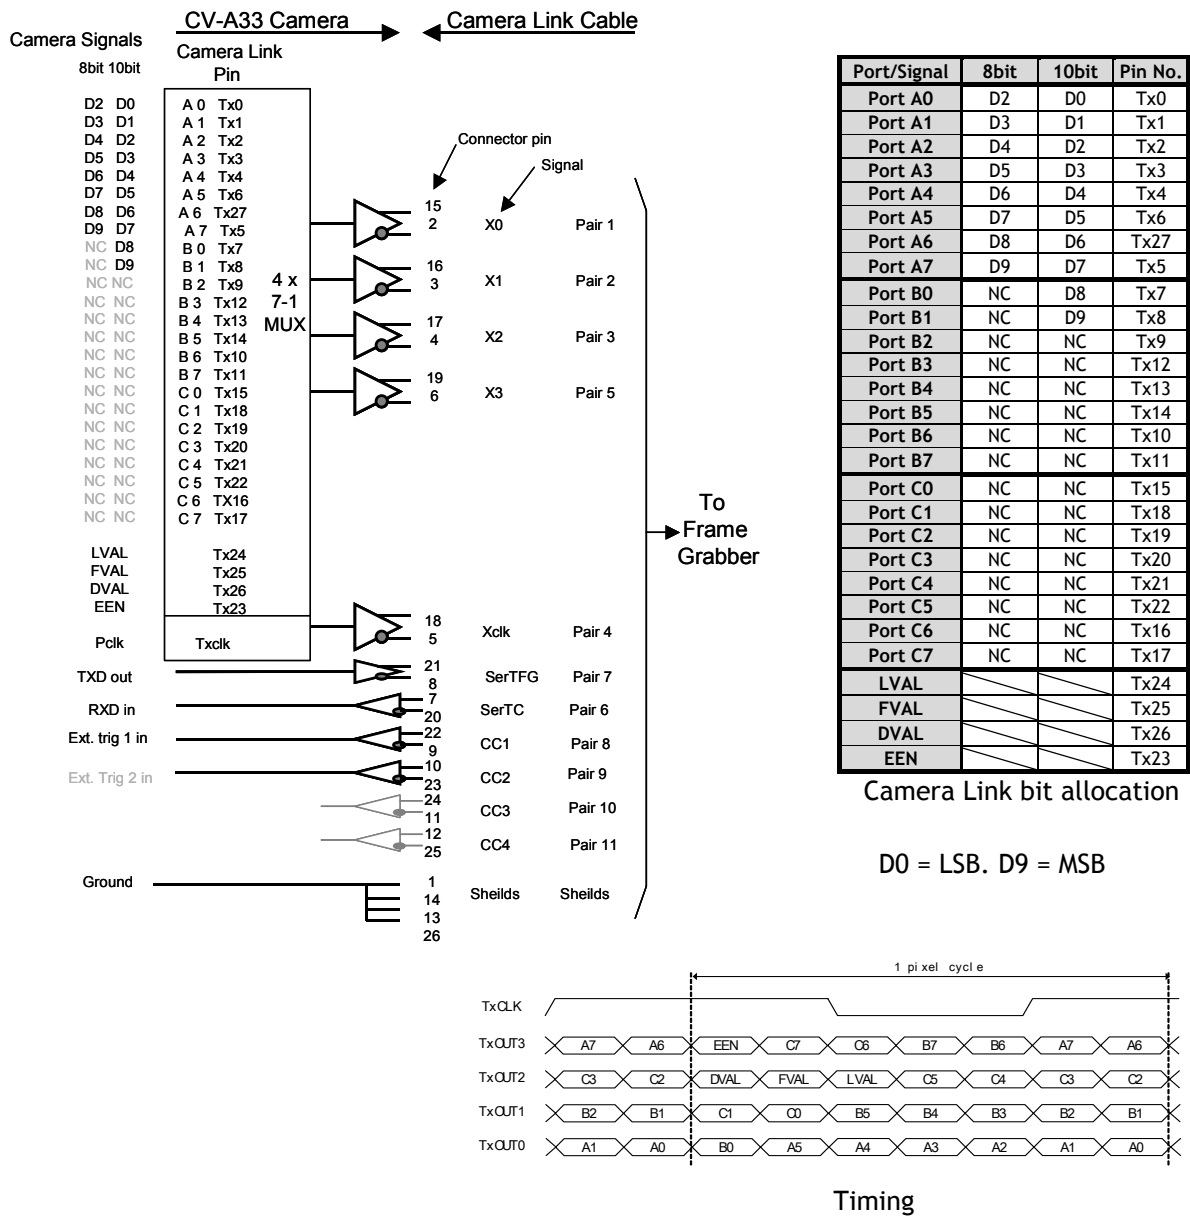 CV-A33 Camera
Camera Link Cable
Camera Signals
8bit 10bit
Camera Link
Pin
D2 D0 A 0 Tx0
D3 D1 A 1 Tx1
D4 D2 A 2 Tx2
D5 D3 A 3 Tx3
D6 D4 A 4 Tx4
D7 D5 A 5 Tx6
D8 D6 A 6 Tx27
D9 D7 A 7 Tx5
NC D8 B 0 Tx7
NC D9 B 1 Tx8
NC NC B 2 Tx9
NC NC B 3 Tx12
NC NC B 4 Tx13
NC NC B 5 Tx14
NC NC B 6 Tx10
NC NC B 7 Tx11
NC NC C 0 Tx15
NC NC C 1 Tx18
NC NC C 2 Tx19
NC NC C 3 Tx20
NC NC C 4 Tx21
NC NC C 5 Tx22
NC NC C 6 TX16
NC NC C 7 Tx17
LVAL Tx24
FVAL Tx25
DVAL Tx26
EEN Tx23
Pclk Txclk
4 x
7-1
MUX
Connector pin
Signal
15
2 X0 Pair 1
16
3 X1 Pair 2
17
4 X2 Pair 3
19
6 X3 Pair 5
18
5 Xclk Pair 4
TXD out
21
8 SerTFG Pair 7
RXD in
7
20 SerTC Pair 6
Ext. trig 1 in
22
9 CC1 Pair 8
Ext. Trig 2 in
10
23 CC2 Pair 9
24
11 CC3 Pair 10
12
25 CC4 Pair 11
Ground
1
14
13
26
Sheilds Sheilds
To
Frame
Grabber
Port/Signal 8bit 10bit Pin No.
Port A0 D2 D0 Tx0
Port A1 D3 D1 Tx1
Port A2 D4 D2 Tx2
Port A3 D5 D3 Tx3
Port A4 D6 D4 Tx4
Port A5 D7 D5 Tx6
Port A6 D8 D6 Tx27
Port A7 D9 D7 Tx5
Port B0 NC D8 Tx7
Port B1 NC D9 Tx8
Port B2 NC NC Tx9
Port B3 NC NC Tx12
Port B4 NC NC Tx13
Port B5 NC NC Tx14
Port B6 NC NC Tx10
Port B7 NC NC Tx11
Port C0 NC NC Tx15
Port C1 NC NC Tx18
Port C2 NC NC Tx19
Port C3 NC NC Tx20
Port C4 NC NC Tx21
Port C5 NC NC Tx22
Port C6 NC NC Tx16
Port C7 NC NC Tx17
LVAL Tx24
FVAL Tx25
DVAL Tx26
EEN Tx23
Camera Link bit allocation
D0 = LSB. D9 = MSB
1 pixel cycle
TxCLK
TxOUT3 A7 A6 EEN C7 C6 B7 B6 A7 A6
TxOUT2 C3 C2 DVAL FVAL LVAL C5 C4 C3 C2
TxOUT1 B2 B1 C1 C0 B5 B4 B3 B2 B1
TxOUT0 A1 A0 B0 A5 A4 A3 A2 A1 A0
Timing